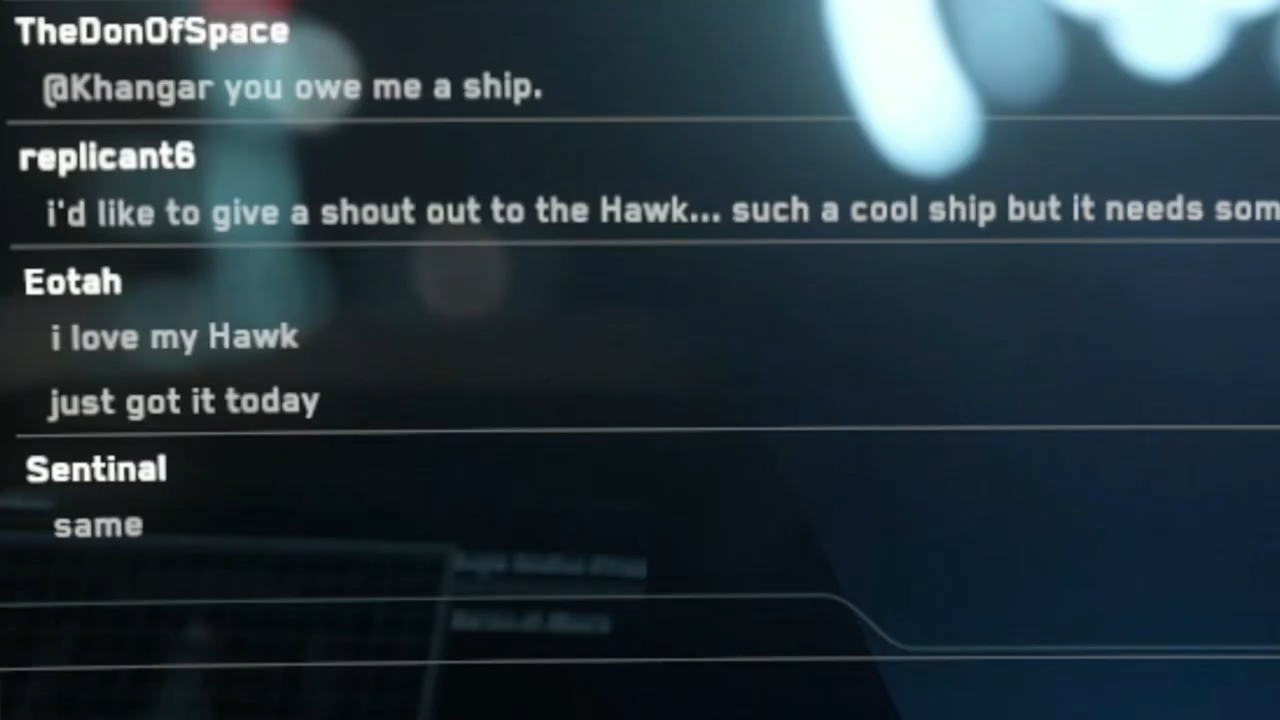 TheDonOfSpace
@Khangar you owe me a ship.
replicant6
i'd like to give a shout out to the Hawk... such a cool ship but it needs som
Eotah
i love my Hawk
just got it today
Sentinal
same